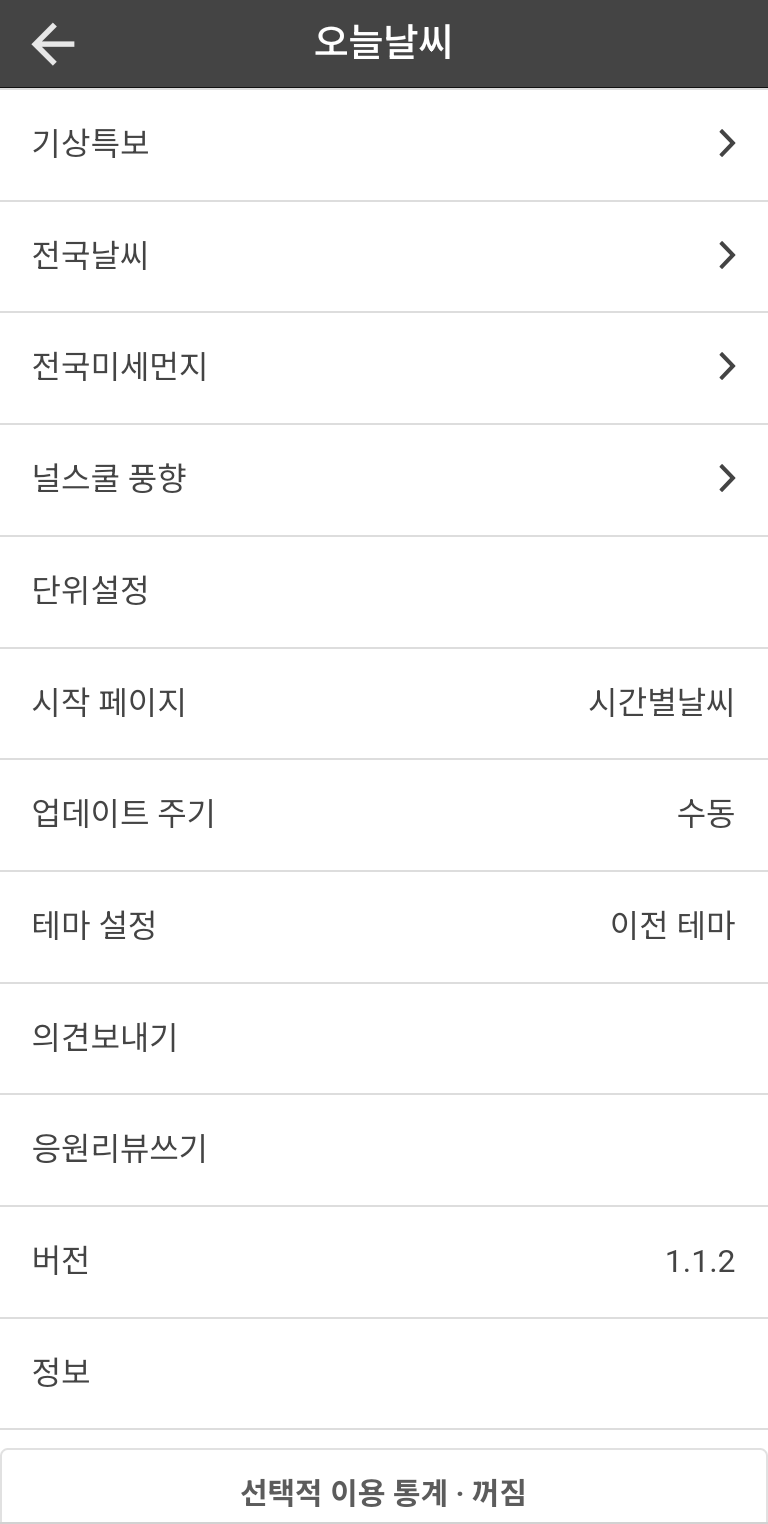 오늘날씨
기상특보
전국날씨
전국미세먼지
널스쿨 풍향
단위설정
시작 페이지 시간별날씨
업데이트 주기 수동
테마 설정 이전 테마
의견보내기
응원리뷰쓰기
버전 1.1.2
정보
선택적 이용 통계 · 꺼짐